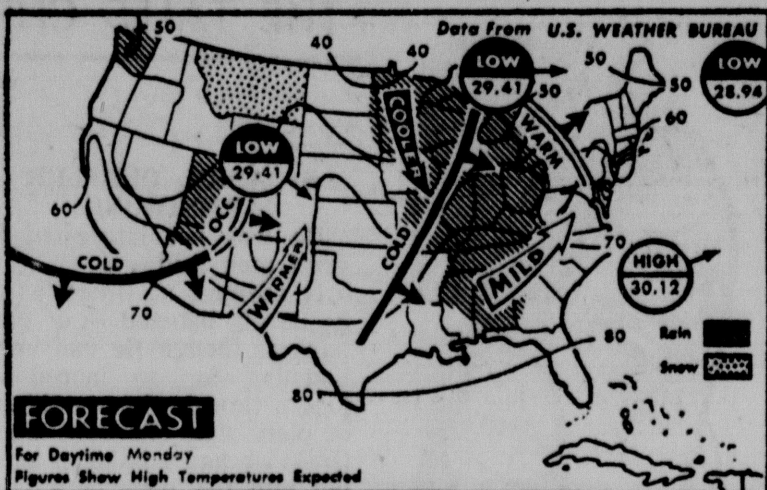 Data From U.S. WEATHER BUREAU
50
40
40
LOW
29.41
50
50
50
LOW
28.94
COOLER
WARM
60
LOW
29.41
OCC.
60
COLD
COLD
WARMER
MILD
70
HIGH
30.12
70
80
80
Rain
Snow
FORECAST
For Daytime Monday
Figures Show High Temperatures Expected